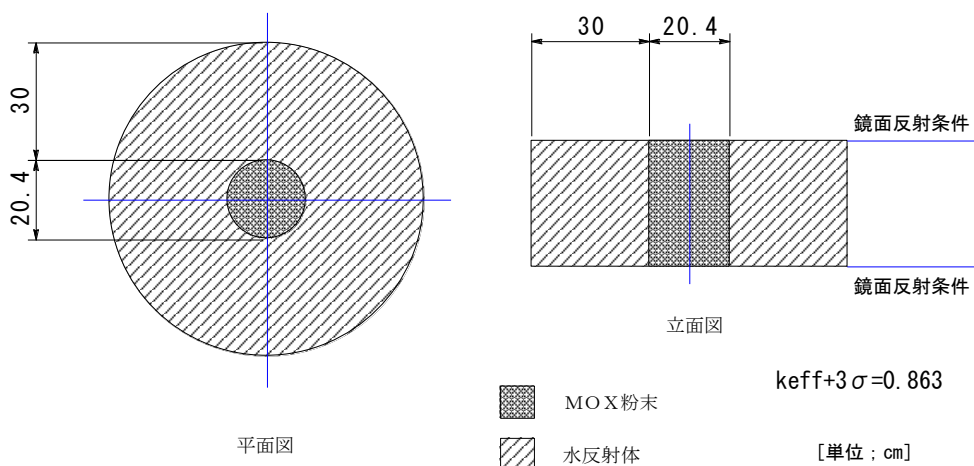 30
20.4
平面図
30
20.4
鏡面反射条件
鏡面反射条件
立面図
MOX粉末
水反射体
keff+3σ=0.863
[単位;cm]